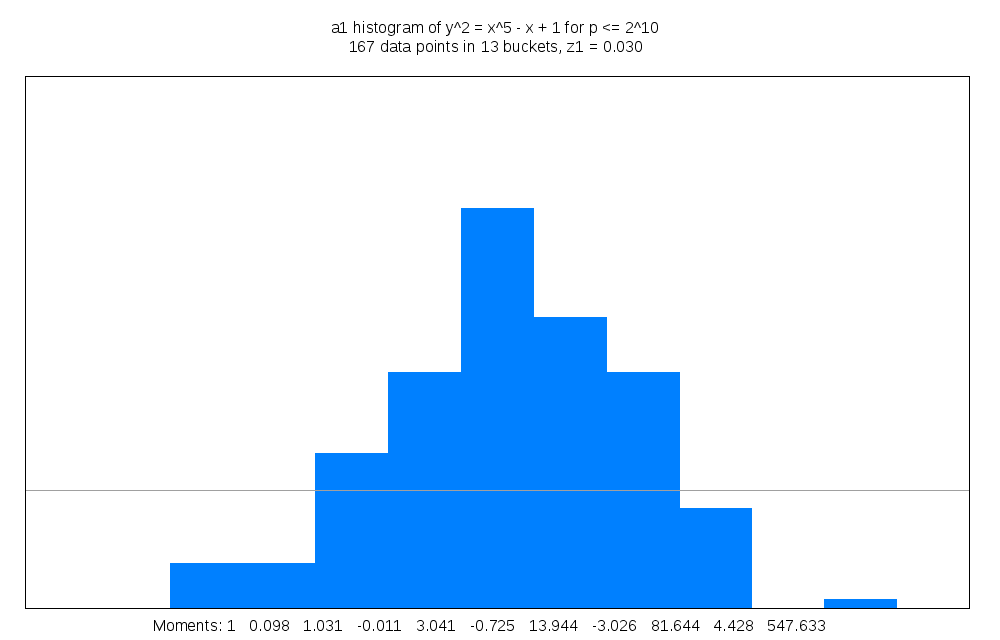 a1 histogram of y^2 = x^5 - x + 1 for p <= 2^10
167 data points in 13 buckets, z1 = 0.030
Moments: 1 0.098 1.031 -0.011 3.041 -0.725 13.944 -3.026 81.644 4.428 547.633